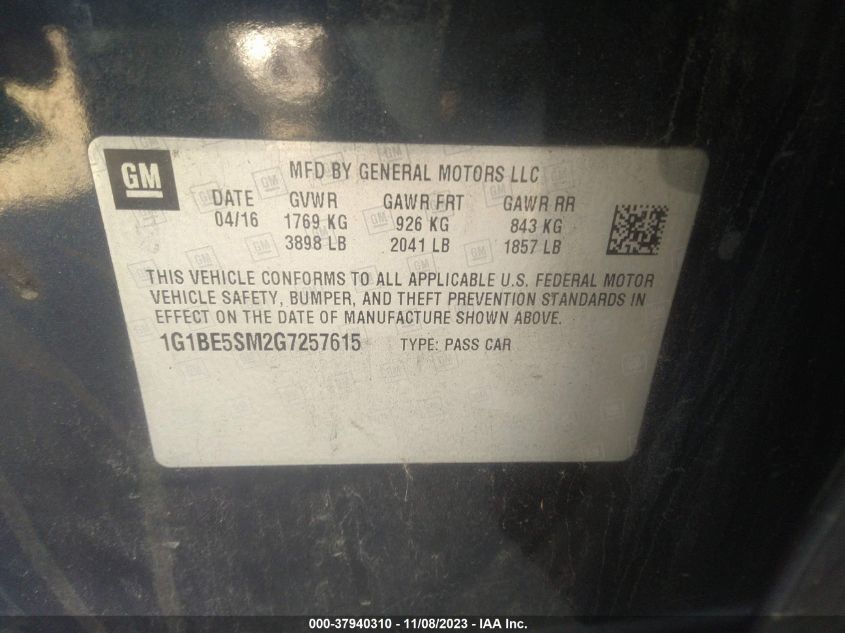 GM
MFD BY GENERAL MOTORS LLC
DATE GVWR GAWR FRT GAWR RR
04/16 1769 KG 926 KG 843 KG
3898 LB 2041 LB 1857 LB
THIS VEHICLE CONFORMS TO ALL APPLICABLE U.S. FEDERAL MOTOR
VEHICLE SAFETY, BUMPER, AND THEFT PREVENTION STANDARDS IN
EFFECT ON THE DATE OF MANUFACTURE SHOWN ABOVE.
1G1BE5SM2G7257615 TYPE: PASS CAR
000-37940310 - 11/08/2023 - IAA Inc.